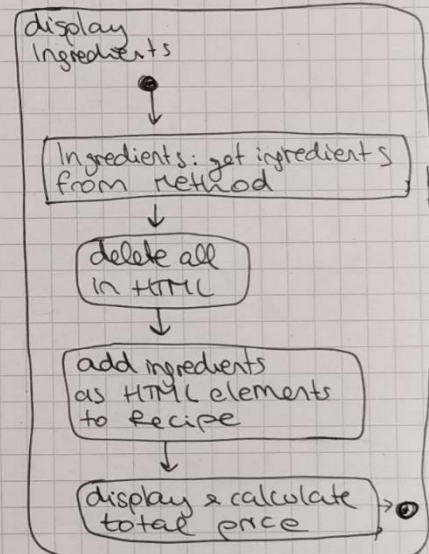 display
Ingredients
Ingredients: get ingredients
from method
delete all
in HTML
add ingredients
as HTML elements
to Recipe
display & calculate
total price